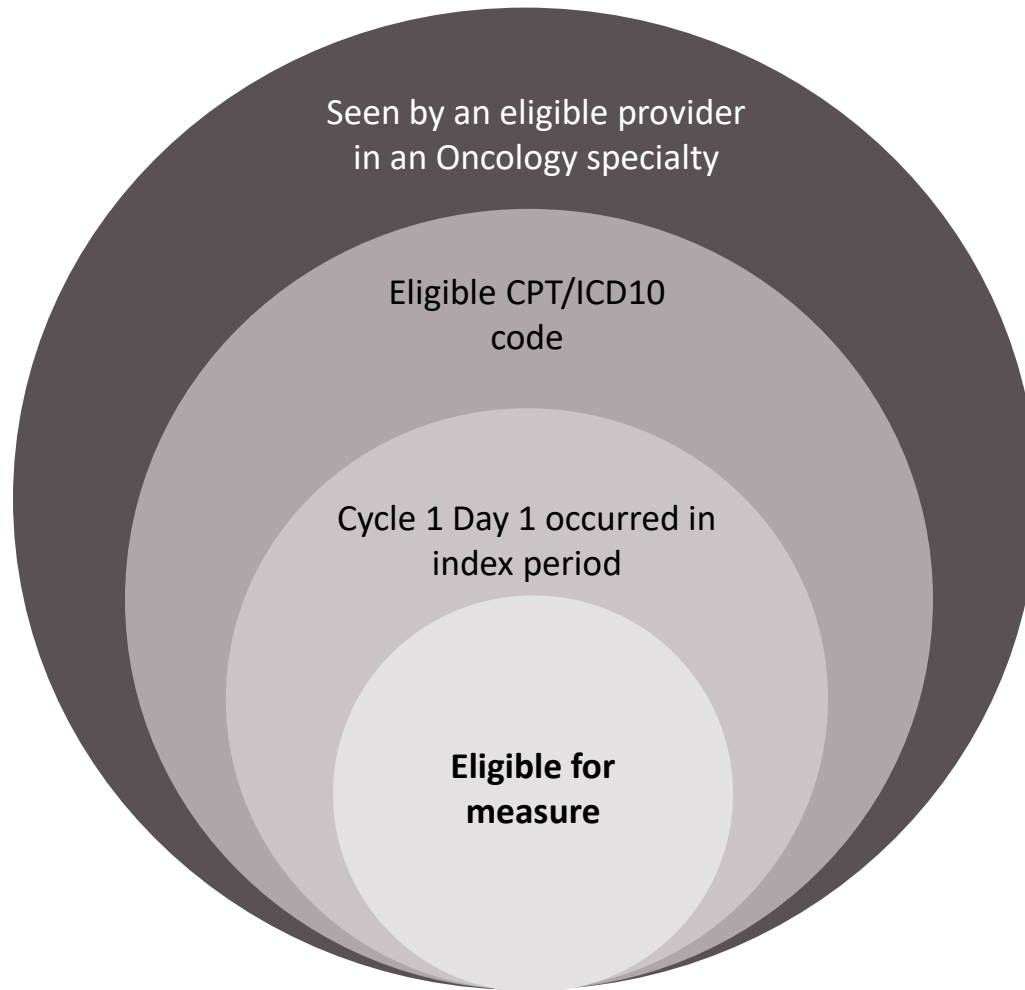 Seen by an eligible provider
in an Oncology specialty
Eligible CPT/ICD10
code
Cycle 1 Day 1 occurred in
index period
Eligible for
measure